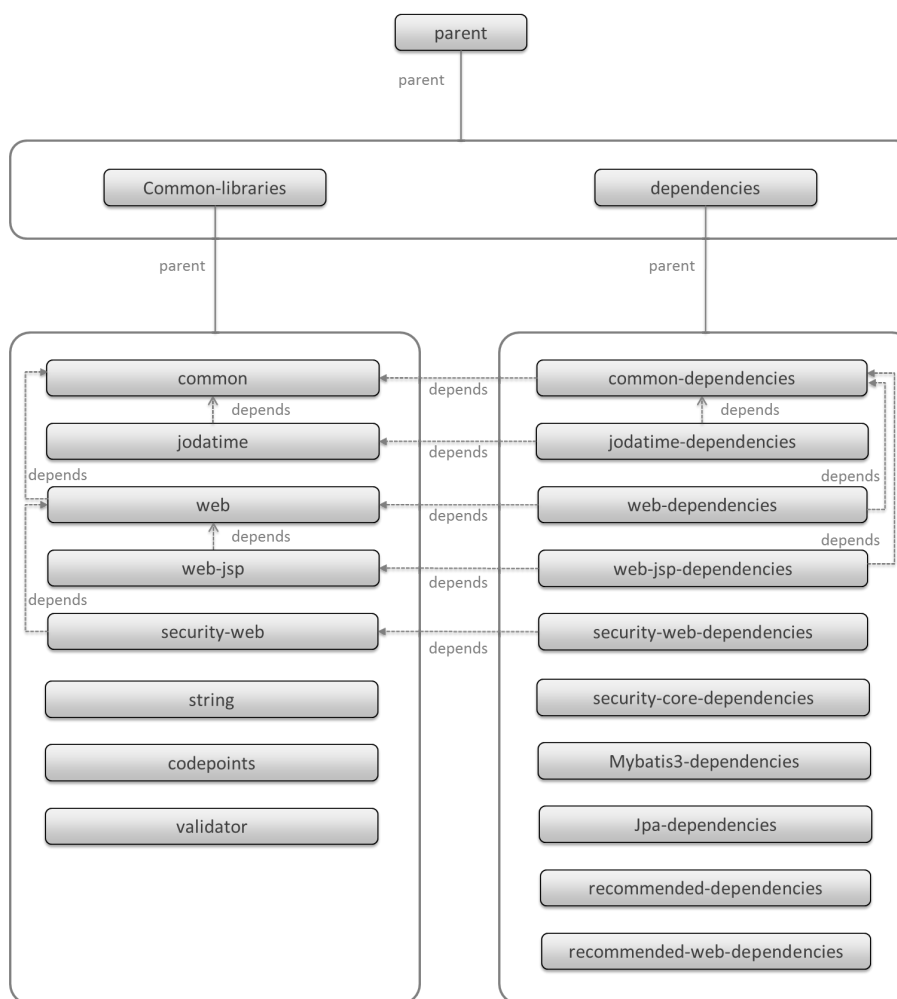 parent
parent
Common-libraries
dependencies
parent
parent
common
common-dependencies
depends
depends
depends
jodatime
jodatime-dependencies
depends
depends
depends
web
web-dependencies
depends
depends
depends
web-jsp
web-jsp-dependencies
depends
depends
security-web
security-web-dependencies
depends
string
security-core-dependencies
codepoints
Mybatis3-dependencies
validator
Jpa-dependencies
recommended-dependencies
recommended-web-dependencies